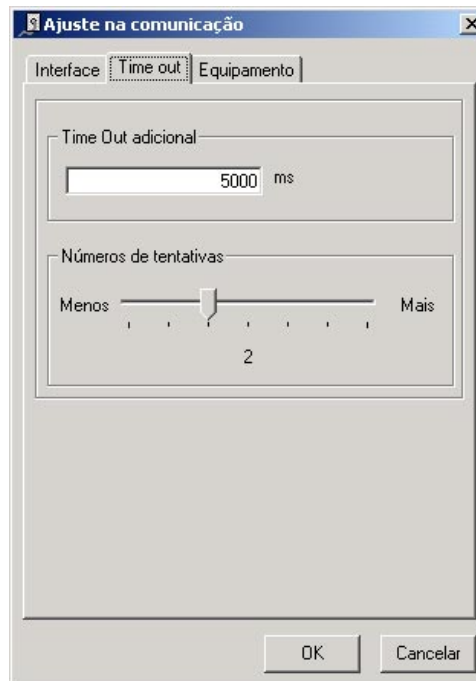 Ajuste na comunicação
Interface Time out Equipamento
Time Out adicional
5000 ms
Números de tentativas
Menos Mais
2
OK Cancelar